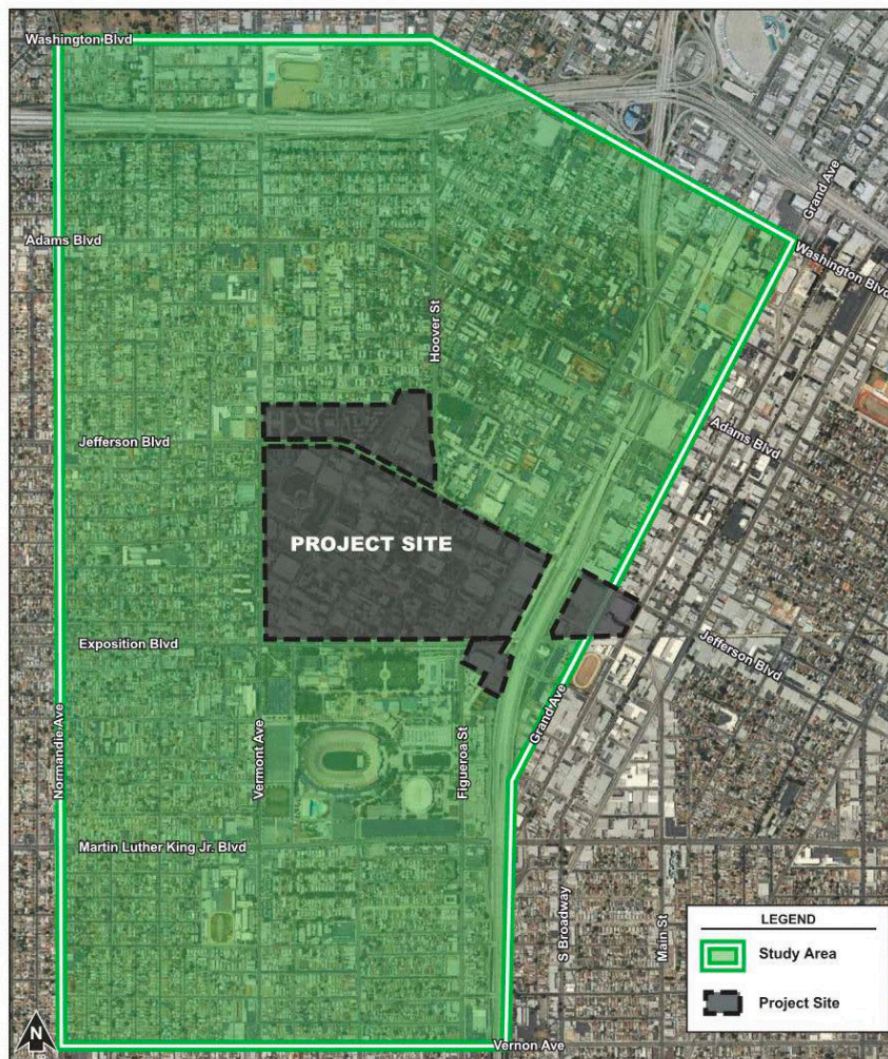 Washington Blvd
Grand Ave
Adams Blvd
Washington Blvd
Hoover St
Jefferson Blvd
Adams Blvd
PROJECT SITE
Exposition Blvd
Jefferson Blvd
Normandie Ave
Vermont Ave
Figueroa St
Grand Ave
Martin Luther King Jr. Blvd
S Broadway
Main St
LEGEND
Study Area
Project Site
N
Vernon Ave